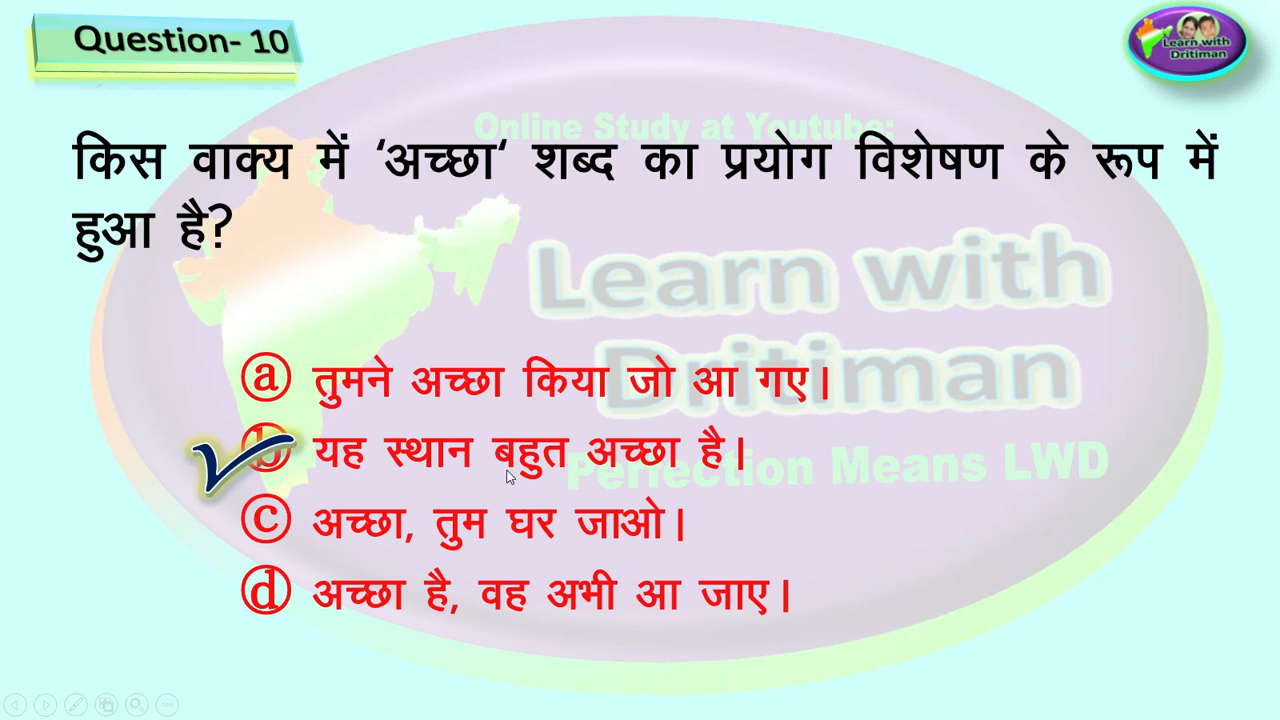 Question- 10
Learn with
Dritiman
Online Study at Youtube:
किस वाक्य में ‘अच्छा‘ शब्द का प्रयोग विशेषण के रूप में
हुआ है?
Learn with
Dritiman
Perfection Means LWD
ⓐ तुमने अच्छा किया जो आ गए।
ⓑ यह स्थान बहुत अच्छा है।
ⓒ अच्छा, तुम घर जाओ।
ⓓ अच्छा है, वह अभी आ जाए।